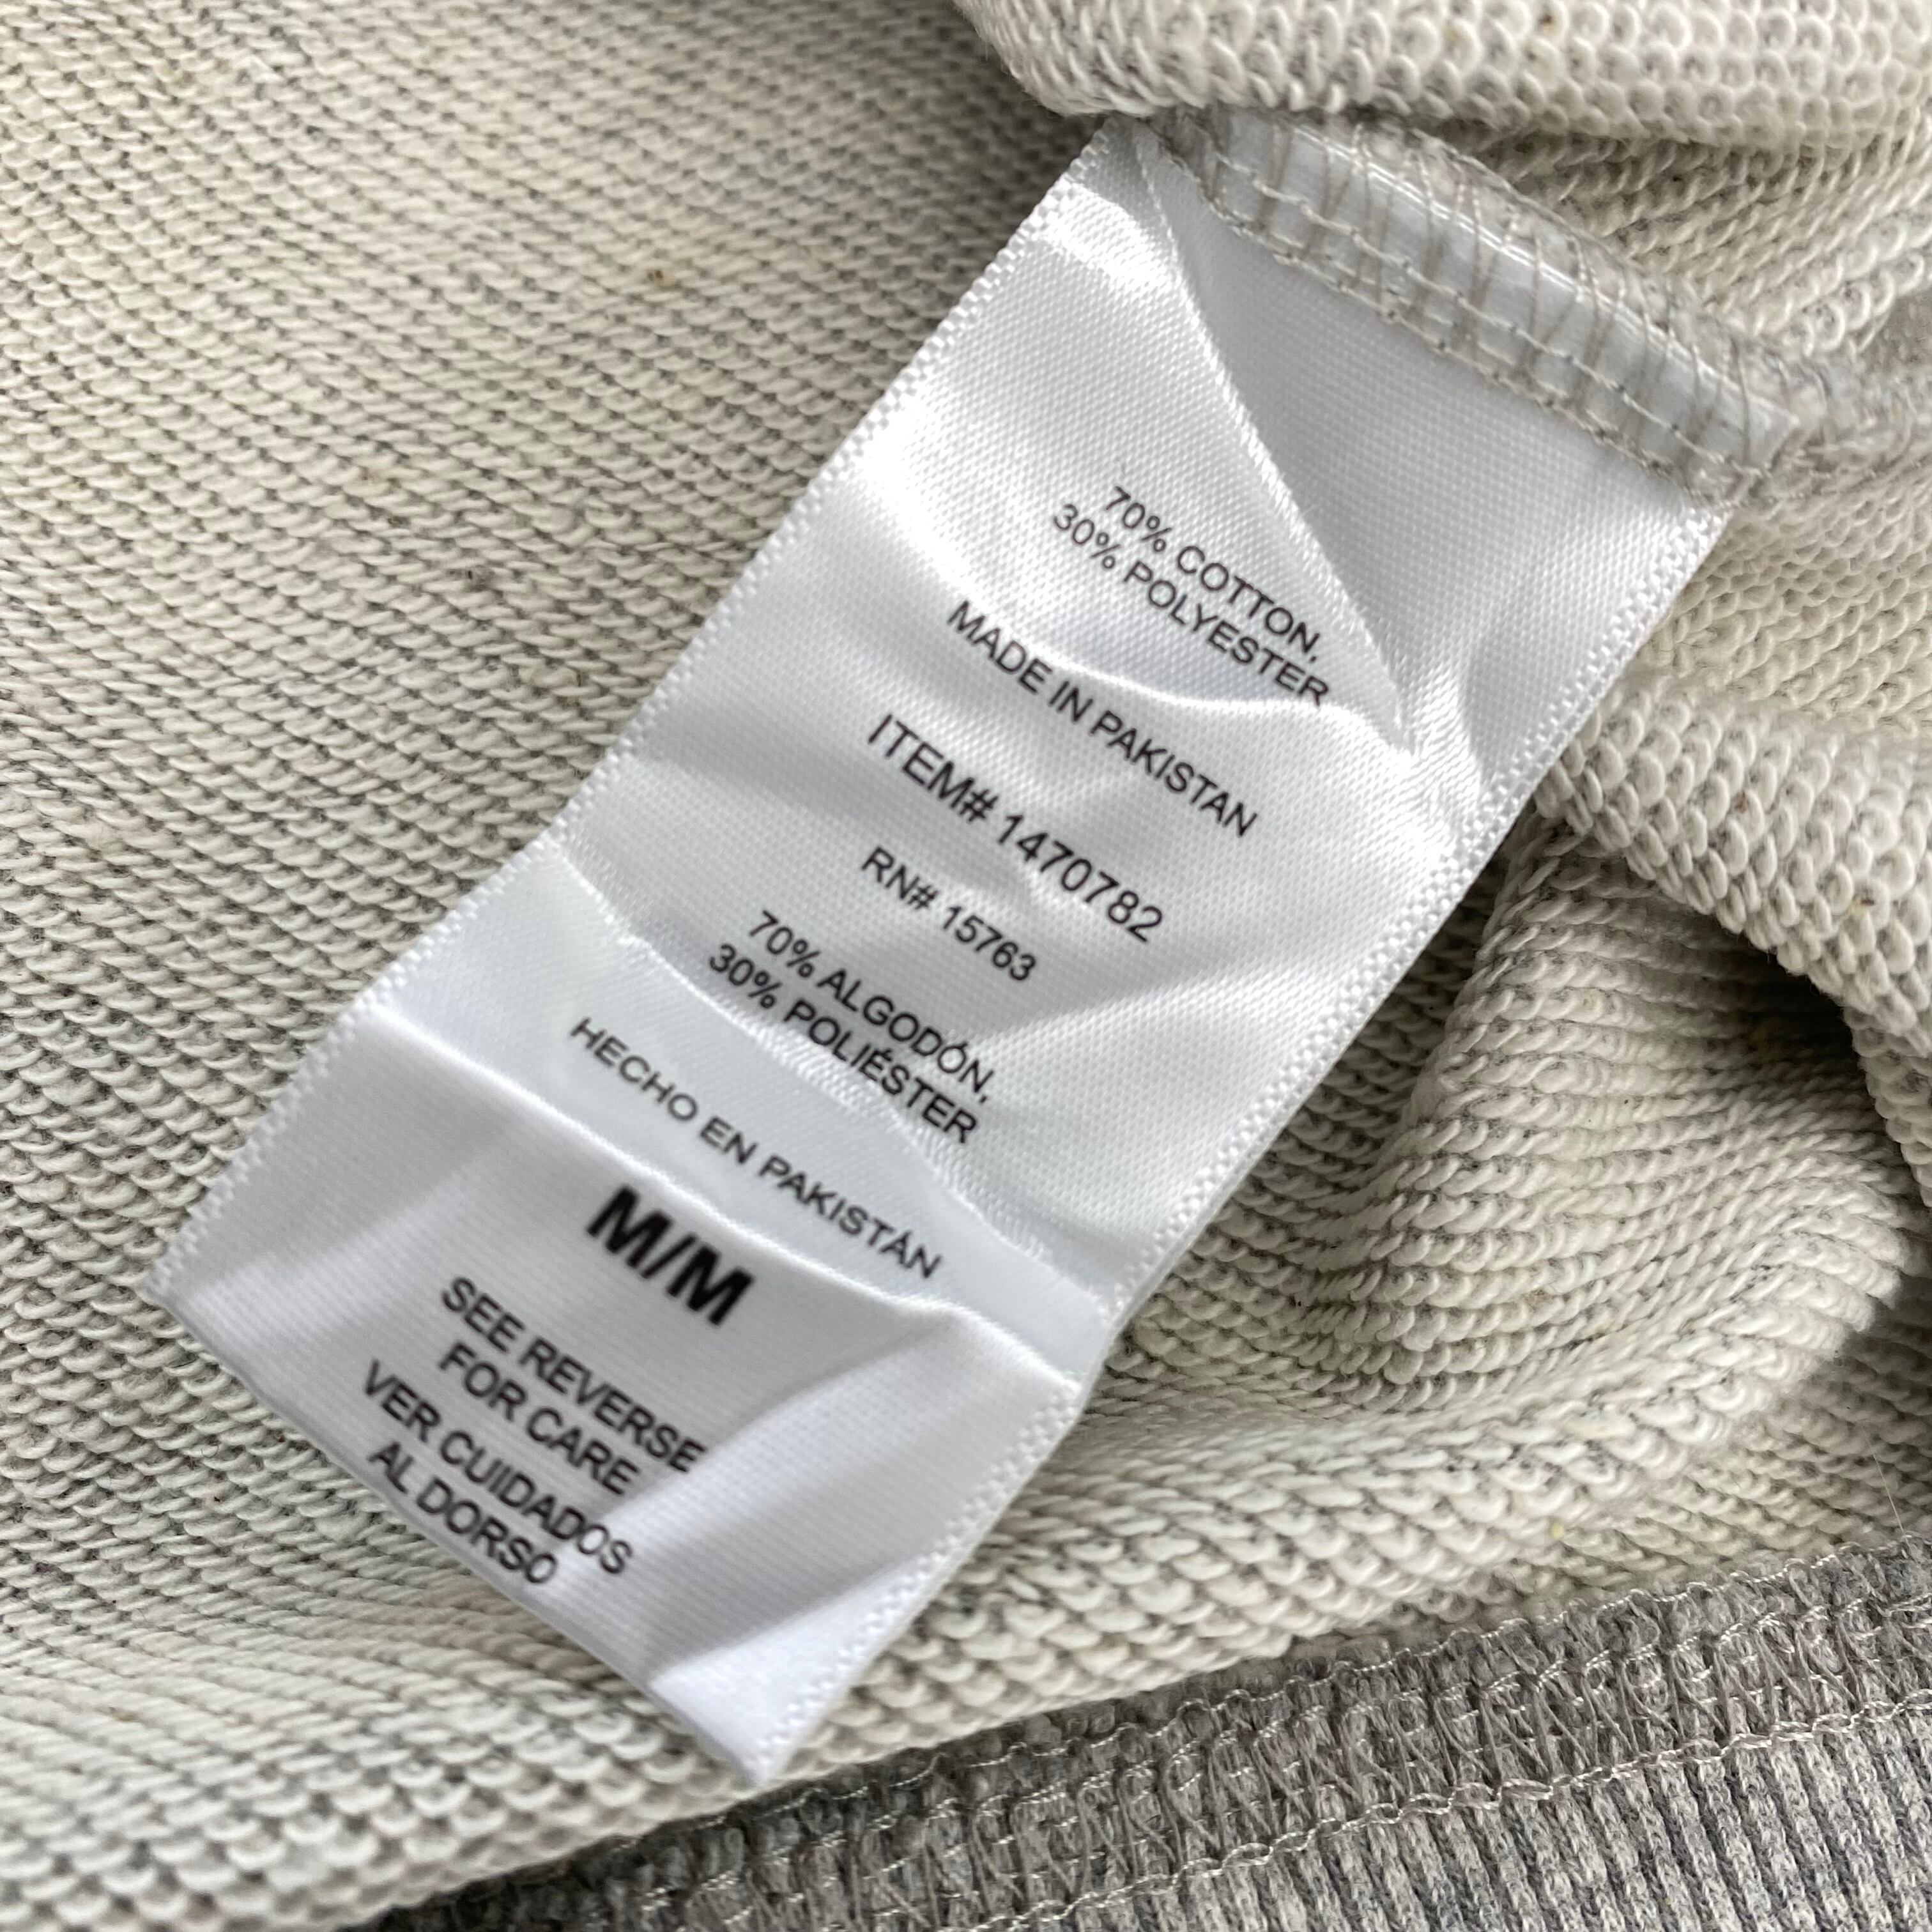 70% COTTON,
30% POLYESTER
MADE IN PAKISTAN
ITEM# 1470782
RN# 15763
70% ALGODÓN,
30% POLIÉSTER
HECHO EN PAKISTÁN
M/M
SEE REVERSE
FOR CARE
VER CUIDADOS
AL DORSO